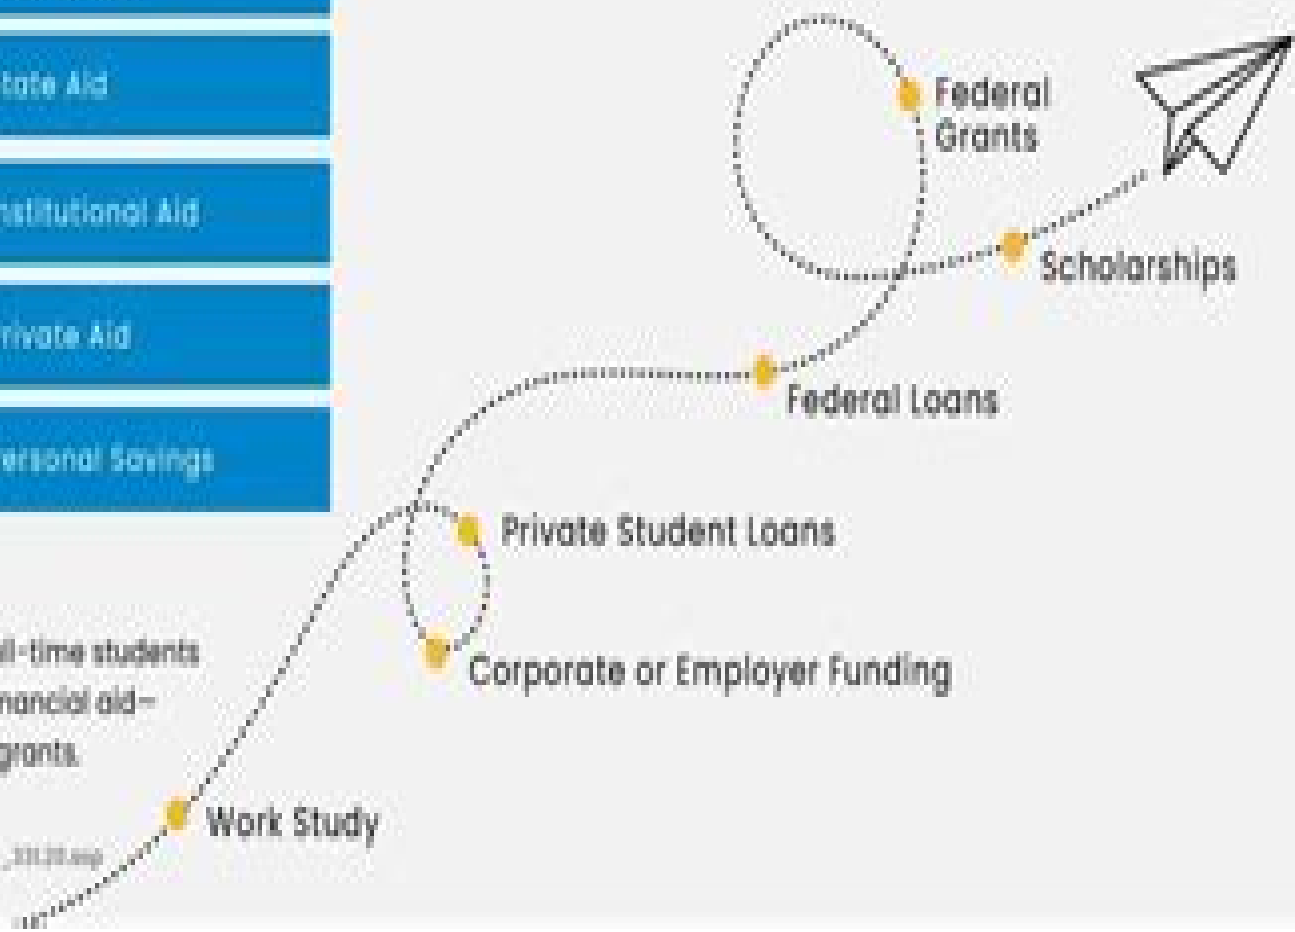 tate Aid
nstitutional Aid
rivate Aid
ersonal Savings
ll-time students
nancial aid—
grants.
Federal
Grants
Scholarships
Federal Loans
Private Student Loans
Corporate or Employer Funding
Work Study